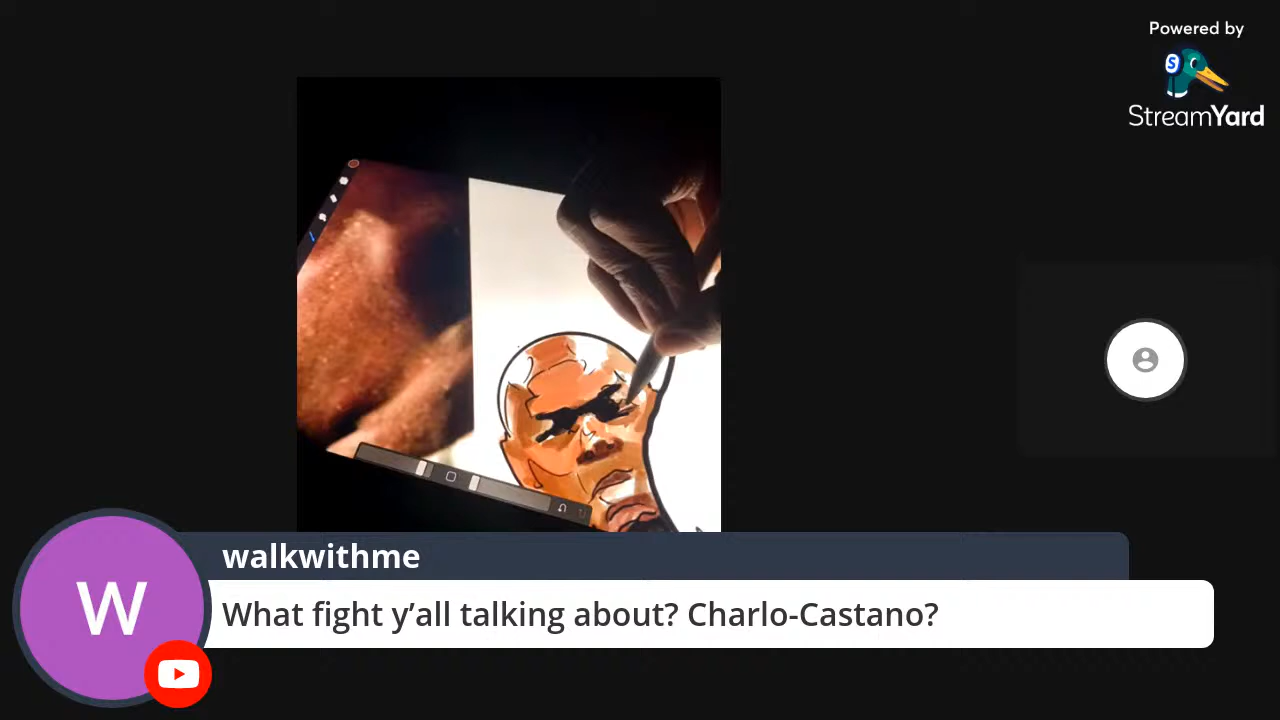 Powered by
S
StreamYard
walkwithme
W
What fight y’all talking about? Charlo-Castano?